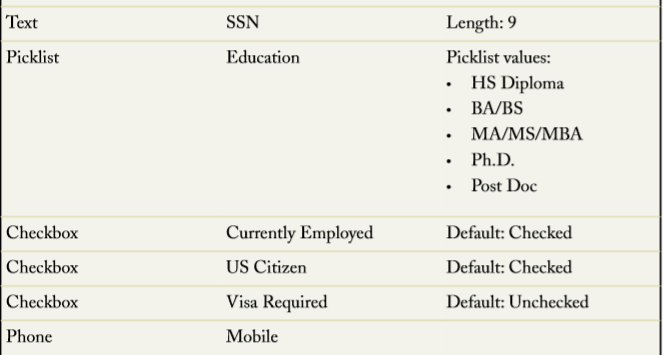 Text SSN Length: 9
Picklist Education Picklist values:
• HS Diploma
• BA/BS
• MA/MS/MBA
• Ph.D.
• Post Doc
Checkbox Currently Employed Default: Checked
Checkbox US Citizen Default: Checked
Checkbox Visa Required Default: Unchecked
Phone Mobile